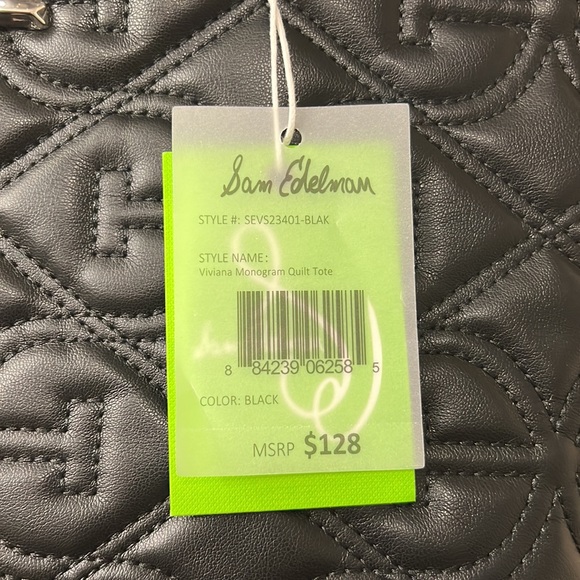 Sam Edelman
STYLE #: SEVS23401-BLAK
STYLE NAME:
Viviana Monogram Quilt Tote
8 84239 06258 5
COLOR: BLACK
MSRP $128